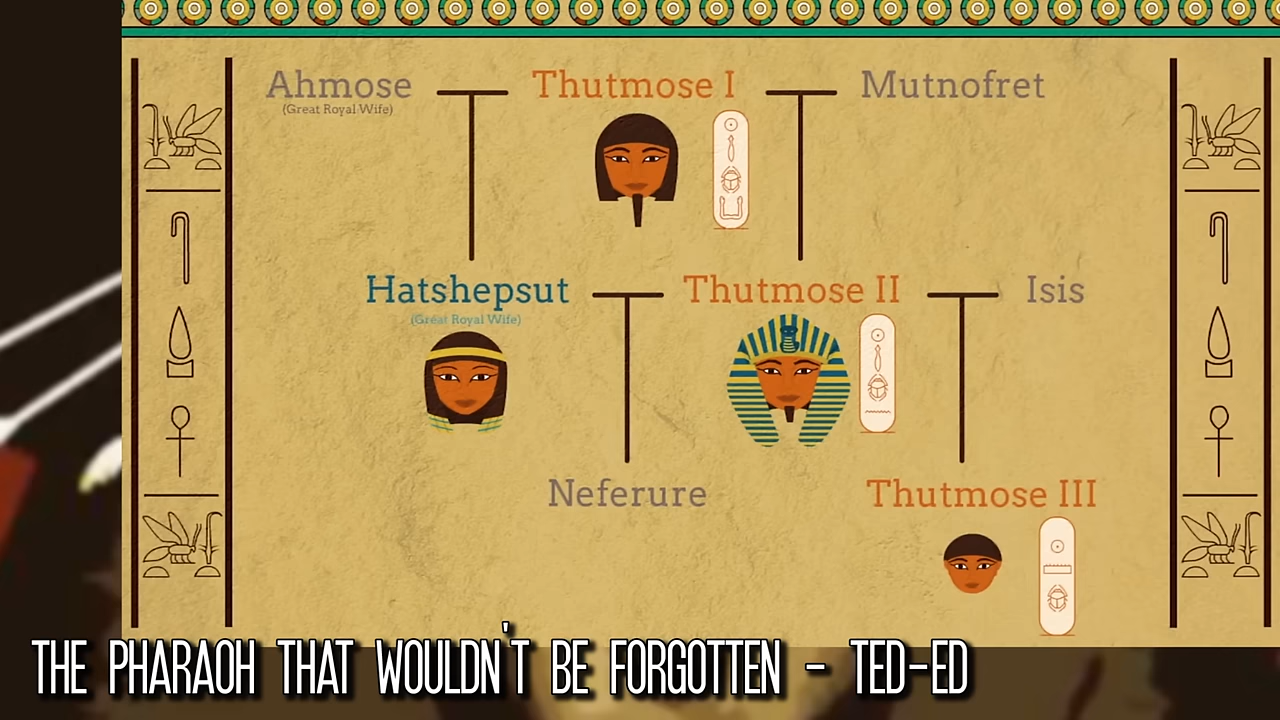 Ahmose Thutmose I Mutnofret
(Great Royal Wife)
Hatshepsut Thutmose II Isis
(Great Royal Wife)
Neferure Thutmose III
THE PHARAOH THAT WOULDN'T BE FORGOTTEN - TED-ED